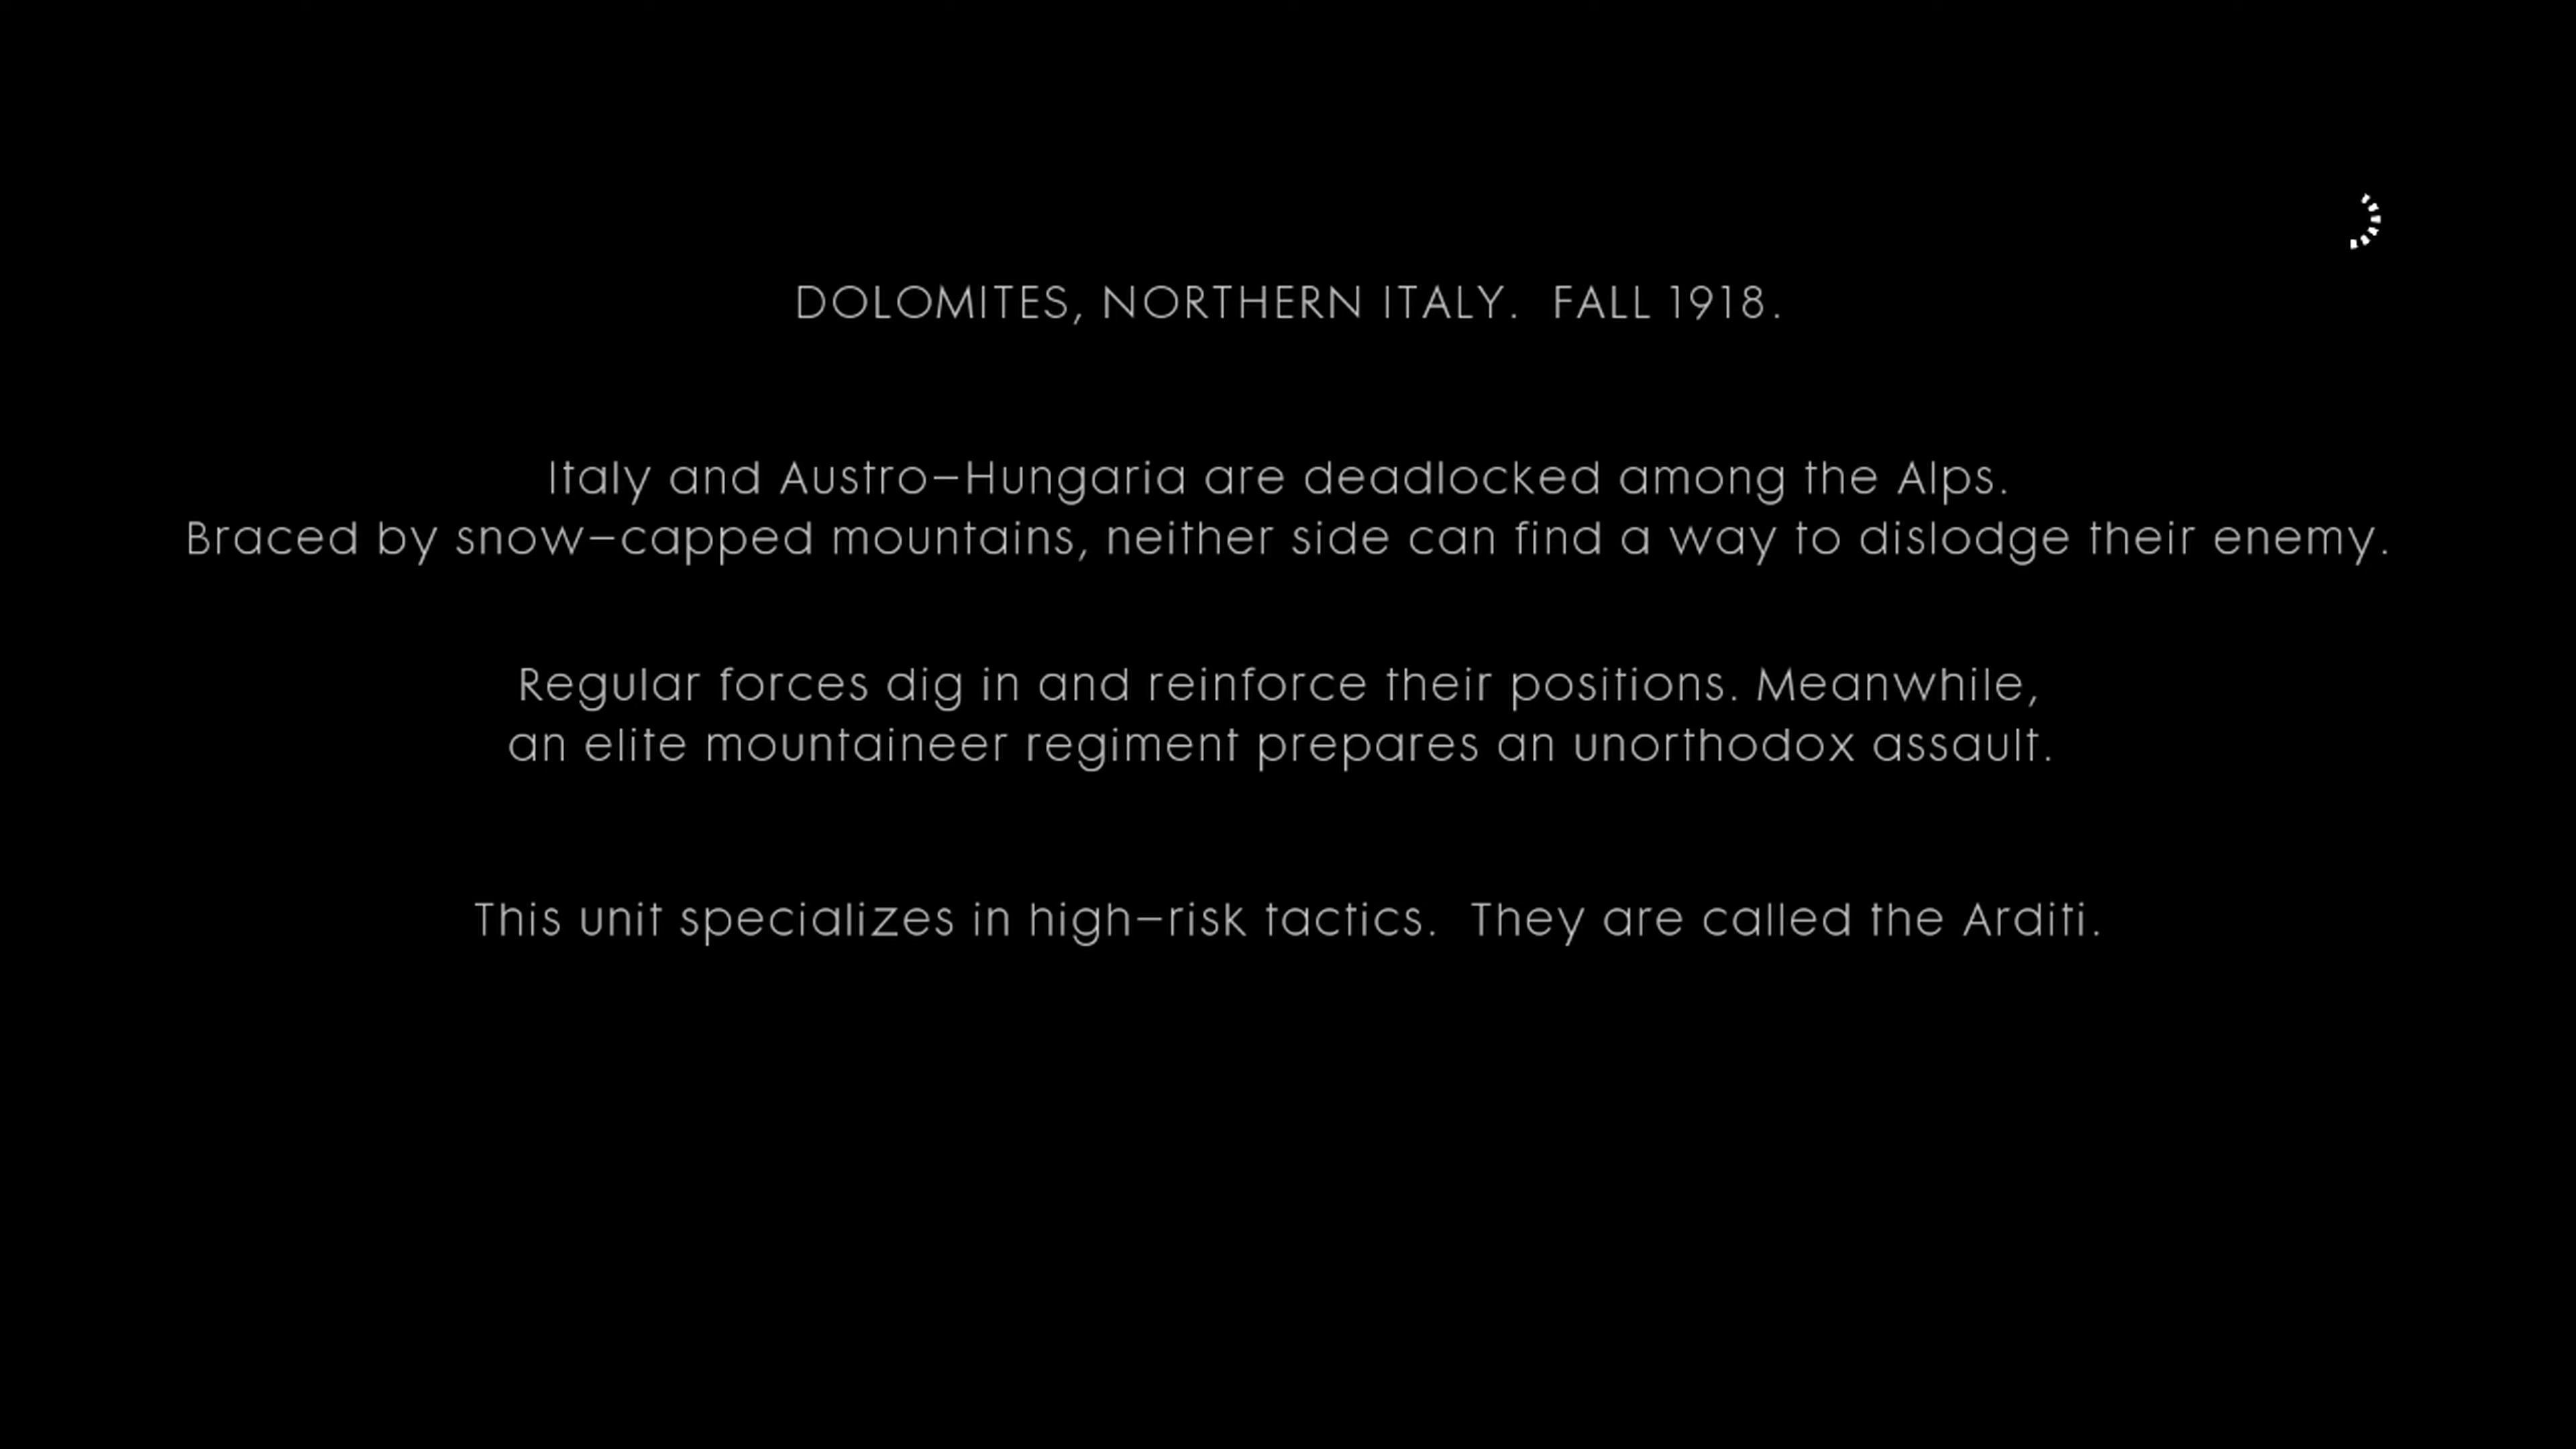 DOLOMITES, NORTHERN ITALY.  FALL 1918.
Italy and Austro-Hungaria are deadlocked among the Alps.
Braced by snow-capped mountains, neither side can find a way to dislodge their enemy.
Regular forces dig in and reinforce their positions. Meanwhile,
an elite mountaineer regiment prepares an unorthodox assault.
This unit specializes in high-risk tactics.  They are called the Arditi.